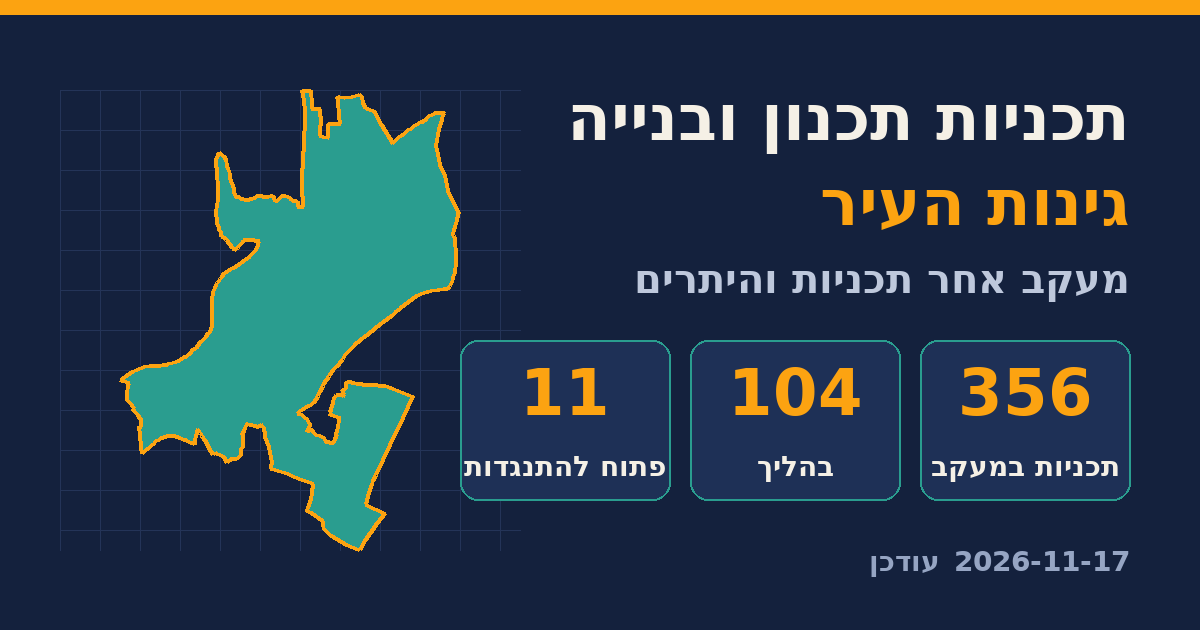 תכניות תכנון ובנייה
גינות העיר
מעקב אחר תכניות והיתרים
356
תכניות במעקב
104
בהליך
11
פתוח להתנגדות
2026-11-17 עודכן